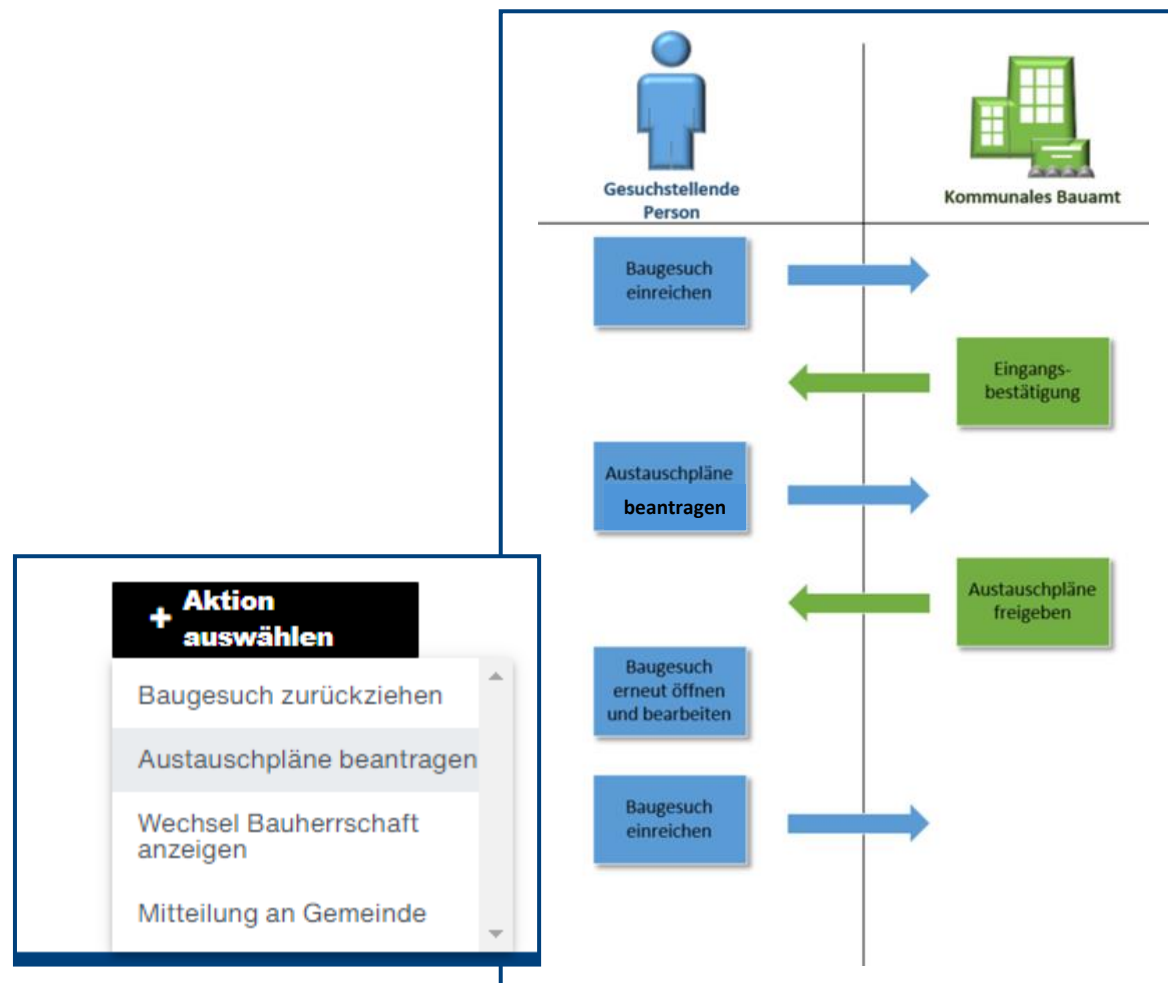 Gesuchstellende
Person
Kommunales Bauamt
Baugesuch
einreichen
Eingangs-
bestätigung
Austauschpläne
beantragen
Austauschpläne
freigeben
Baugesuch
erneut öffnen
und bearbeiten
Baugesuch
einreichen
+ Aktion
auswählen
Baugesuch zurückziehen
Austauschpläne beantragen
Wechsel Bauherrschaft
anzeigen
Mitteilung an Gemeinde